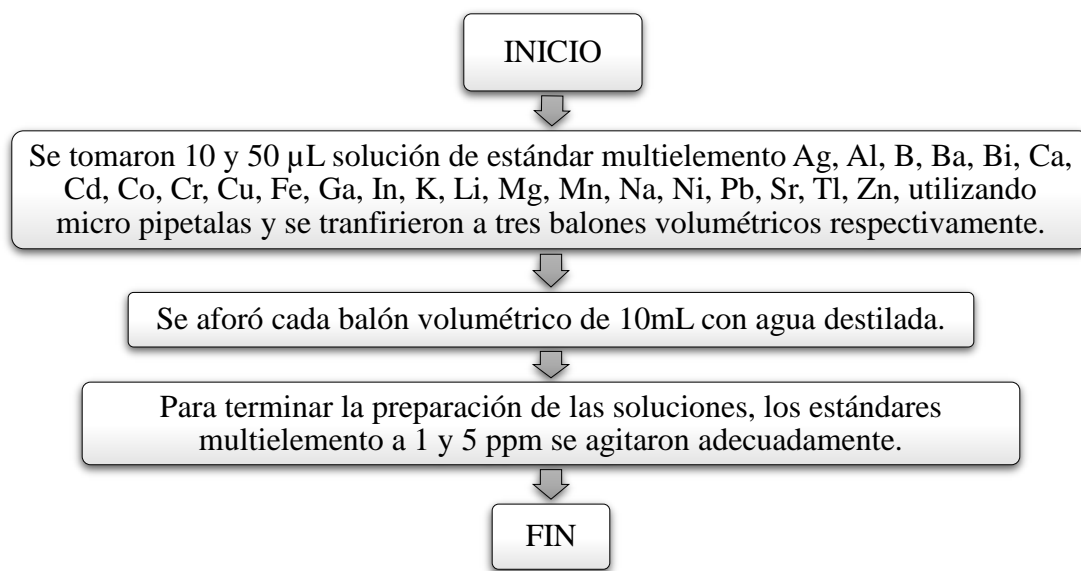 INICIO
Se tomaron 10 y 50 µL solución de estándar multielemento Ag, Al, B, Ba, Bi, Ca,
Cd, Co, Cr, Cu, Fe, Ga, In, K, Li, Mg, Mn, Na, Ni, Pb, Sr, Tl, Zn, utilizando
micro pipetalas y se tranfirieron a tres balones volumétricos respectivamente.
Se aforó cada balón volumétrico de 10mL con agua destilada.
Para terminar la preparación de las soluciones, los estándares
multielemento a 1 y 5 ppm se agitaron adecuadamente.
FIN